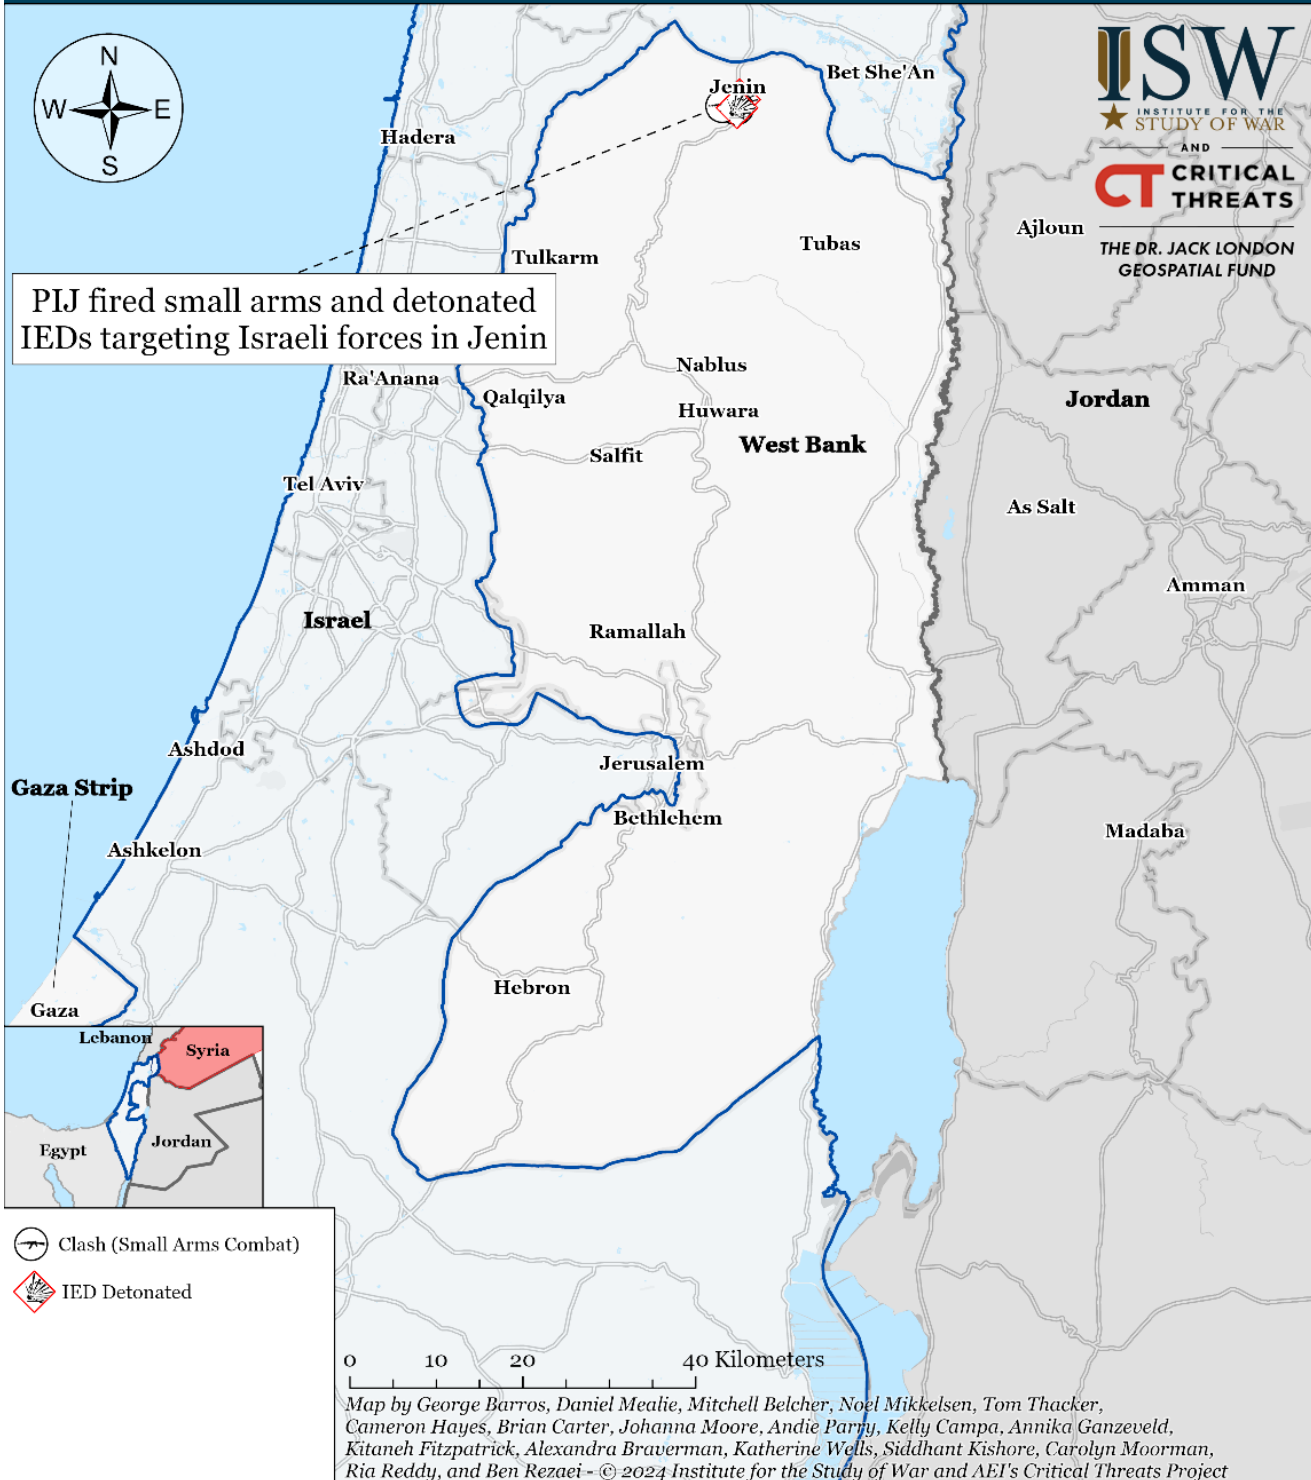 N
W
E
S
ISW
INSTITUTE FOR THE
STUDY OF WAR
AND
CT CRITICAL
THREATS
THE DR. JACK LONDON
GEOSPATIAL FUND
Bet She'An
Jenin
Hadera
Ajloun
Tubas
Tulkarm
PIJ fired small arms and detonated
IEDs targeting Israeli forces in Jenin
Nablus
Ra'Anana
Qalqilya
Jordan
Huwara
West Bank
Salfit
Tel Aviv
As Salt
Amman
Israel
Ramallah
Ashdod
Jerusalem
Gaza Strip
Bethlehem
Madaba
Ashkelon
Hebron
Gaza
Lebanon
Syria
Jordan
Egypt
Clash (Small Arms Combat)
IED Detonated
0 10 20 40 Kilometers
Map by George Barros, Daniel Mealie, Mitchell Belcher, Noel Mikkelsen, Tom Thacker,
Cameron Hayes, Brian Carter, Johanna Moore, Andie Parry, Kelly Campa, Annika Ganzeveld,
Kitaneh Fitzpatrick, Alexandra Braverman, Katherine Wells, Siddhant Kishore, Carolyn Moorman,
Ria Reddy, and Ben Rezaei - © 2024 Institute for the Study of War and AEI's Critical Threats Project